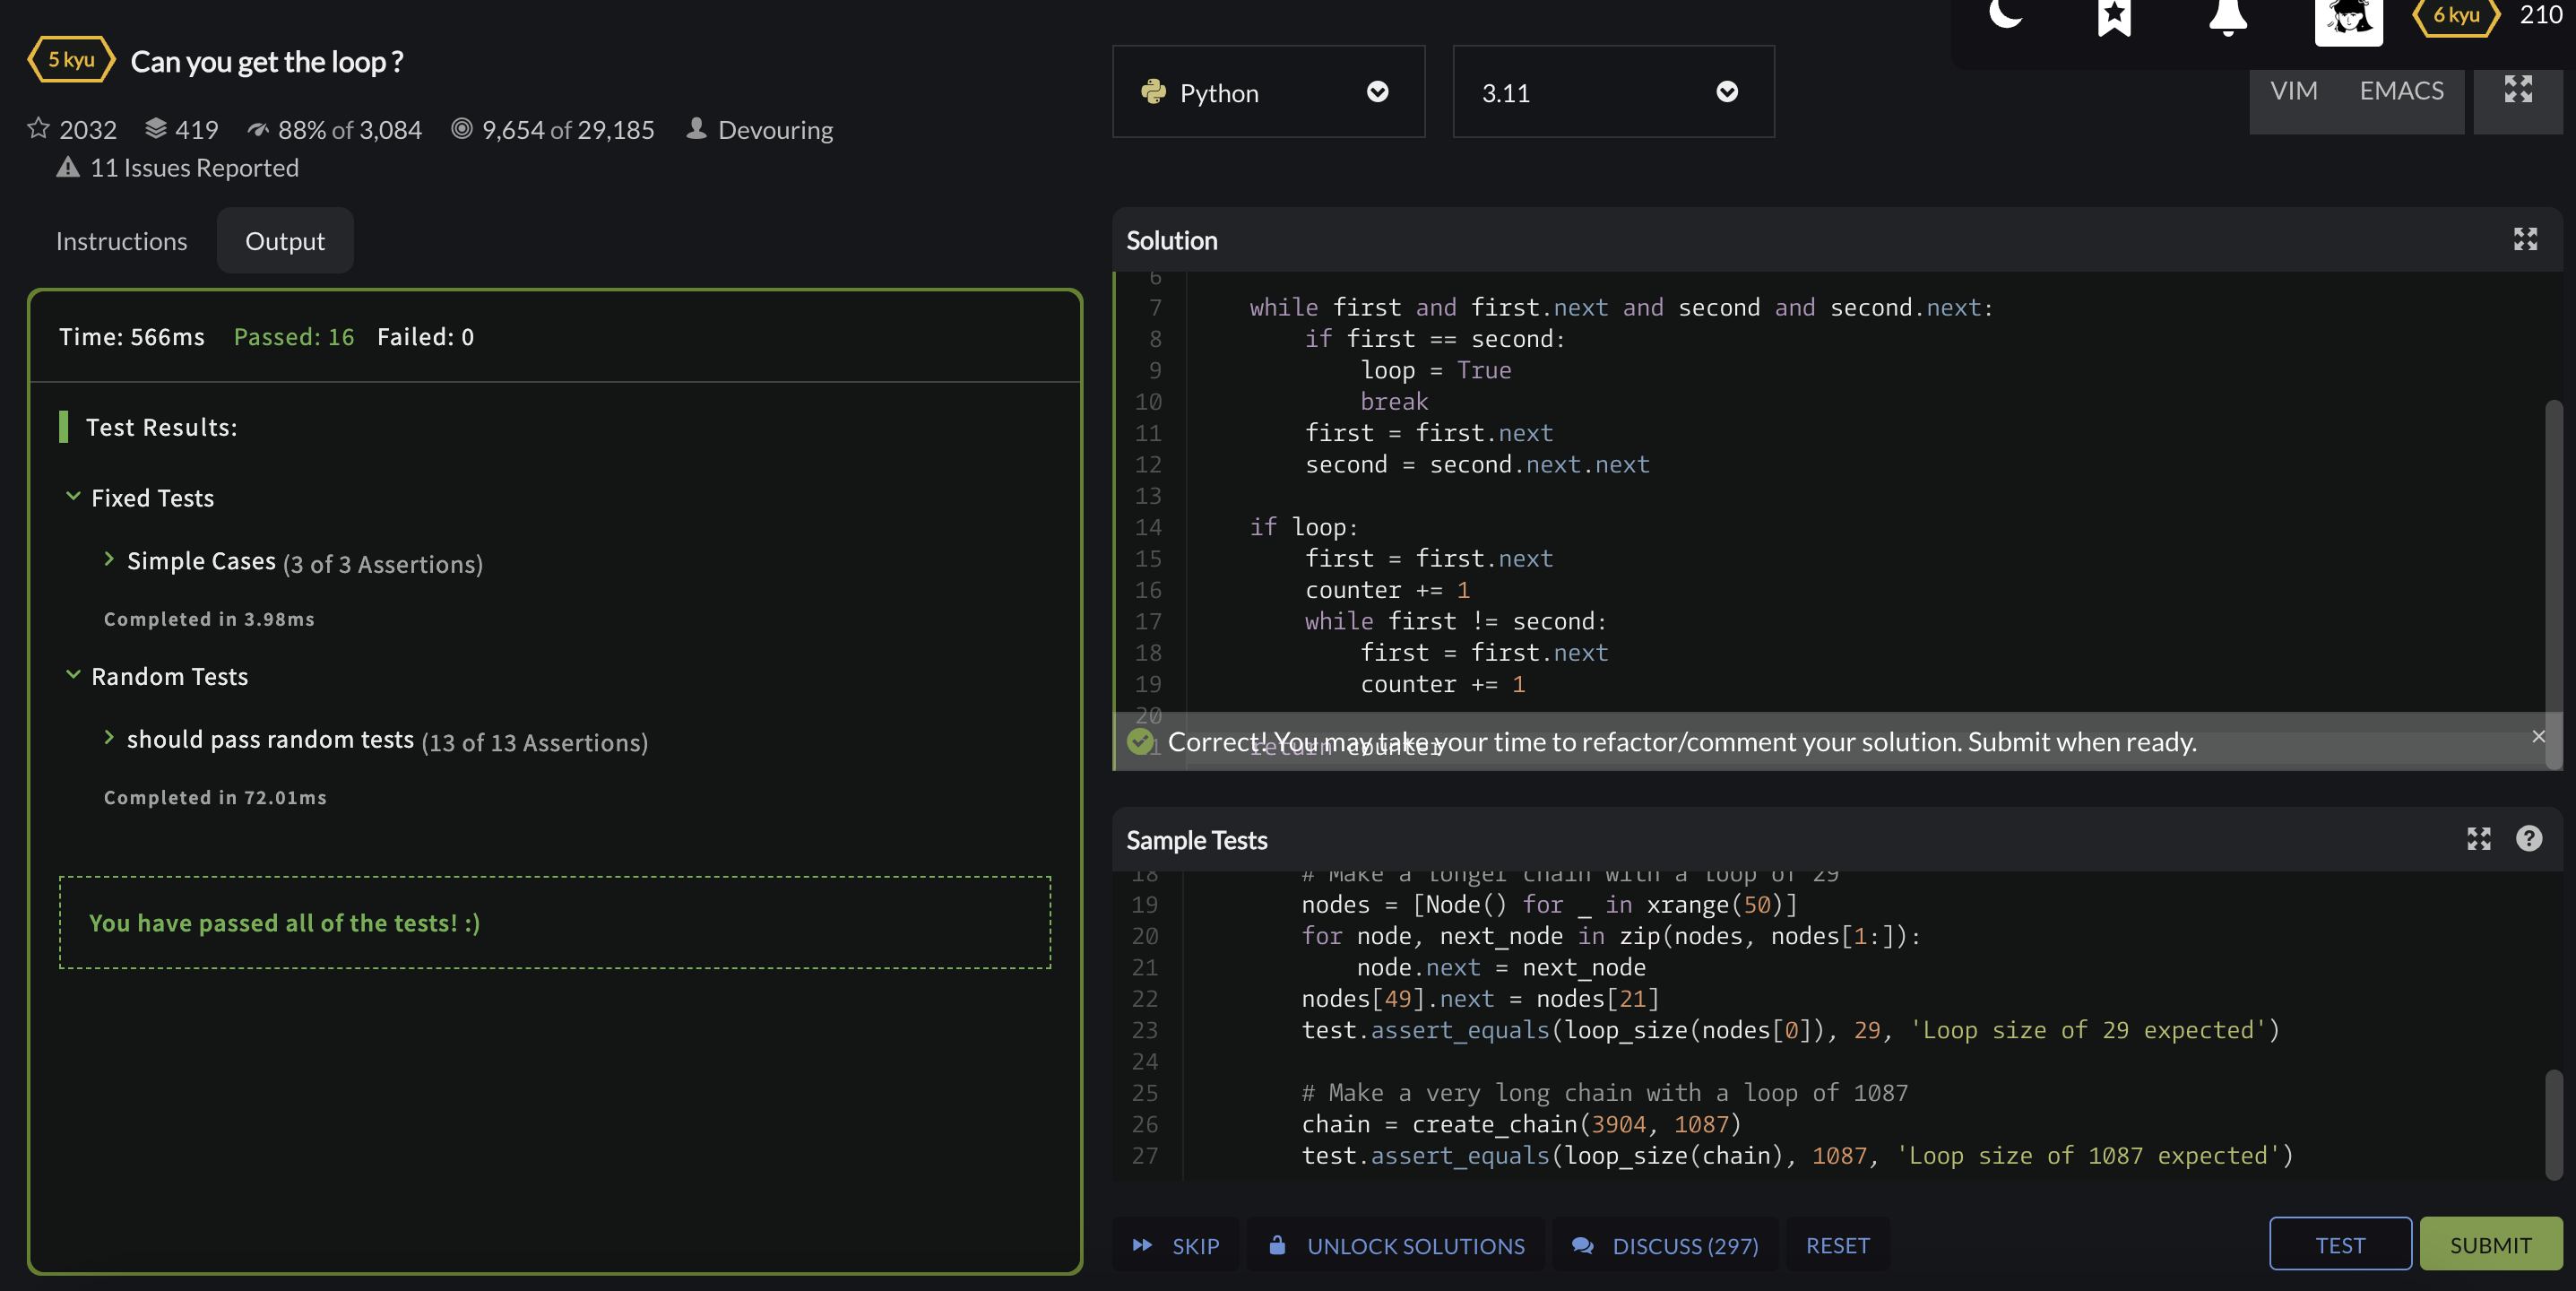 5 kyu
Can you get the loop ?
2032 419 88% of 3,084 9,654 of 29,185 Devouring
11 Issues Reported
Instructions
Output
Time: 566ms Passed: 16 Failed: 0
Test Results:
Fixed Tests
Simple Cases (3 of 3 Assertions)
Completed in 3.98ms
Random Tests
should pass random tests (13 of 13 Assertions)
Completed in 72.01ms
You have passed all of the tests! :)
Python
3.11
6 kyu
210
VIM
EMACS
Solution
6
7 while first and first.next and second and second.next:
8 if first == second:
9 loop = True
10 break
11 first = first.next
12 second = second.next.next
13
14 if loop:
15 first = first.next
16 counter += 1
17 while first != second:
18 first = first.next
19 counter += 1
20
return counter
Correct! You may take your time to refactor/comment your solution. Submit when ready.
Sample Tests
18 # Make a longer chain with a loop of 29
19 nodes = [Node() for _ in xrange(50)]
20 for node, next_node in zip(nodes, nodes[1:]):
21 node.next = next_node
22 nodes[49].next = nodes[21]
23 test.assert_equals(loop_size(nodes[0]), 29, 'Loop size of 29 expected')
24
25 # Make a very long chain with a loop of 1087
26 chain = create_chain(3904, 1087)
27 test.assert_equals(loop_size(chain), 1087, 'Loop size of 1087 expected')
SKIP
UNLOCK SOLUTIONS
DISCUSS (297)
RESET
TEST
SUBMIT